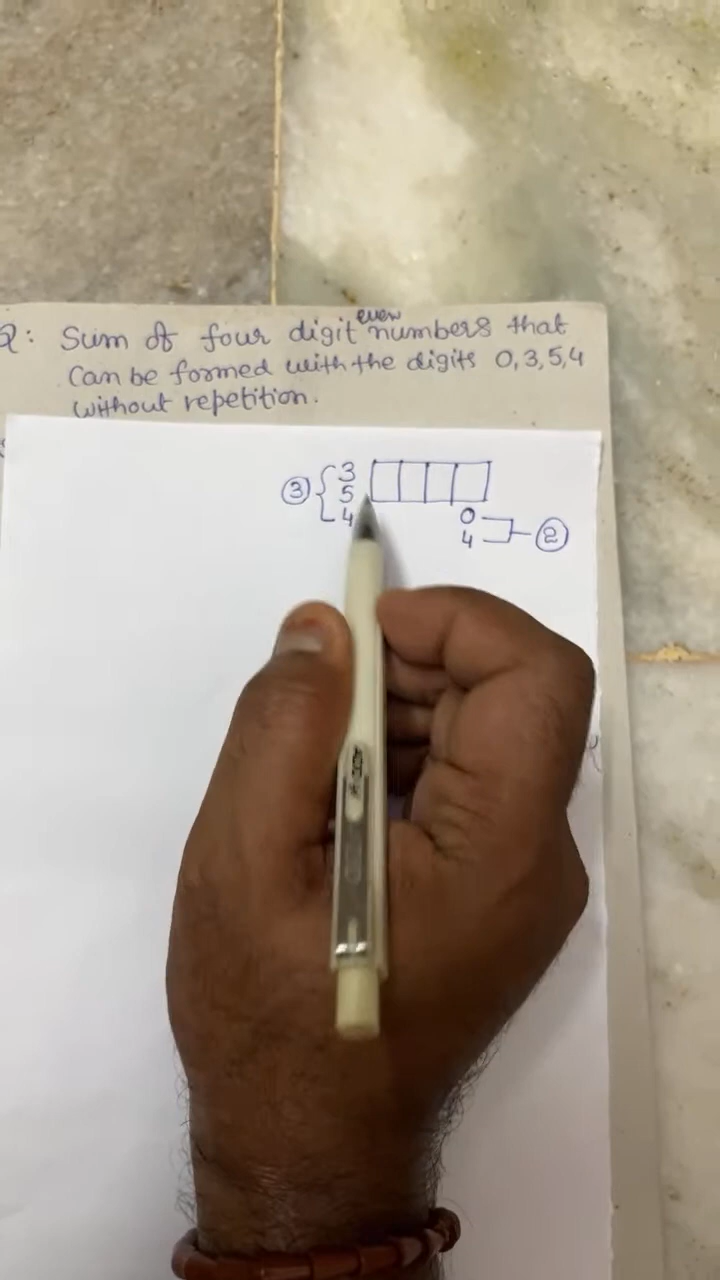 Q: Sum of four digit even numbers that
can be formed with the digits 0,3,5,4
without repetition.
3 { 3
5
4
0
4 2